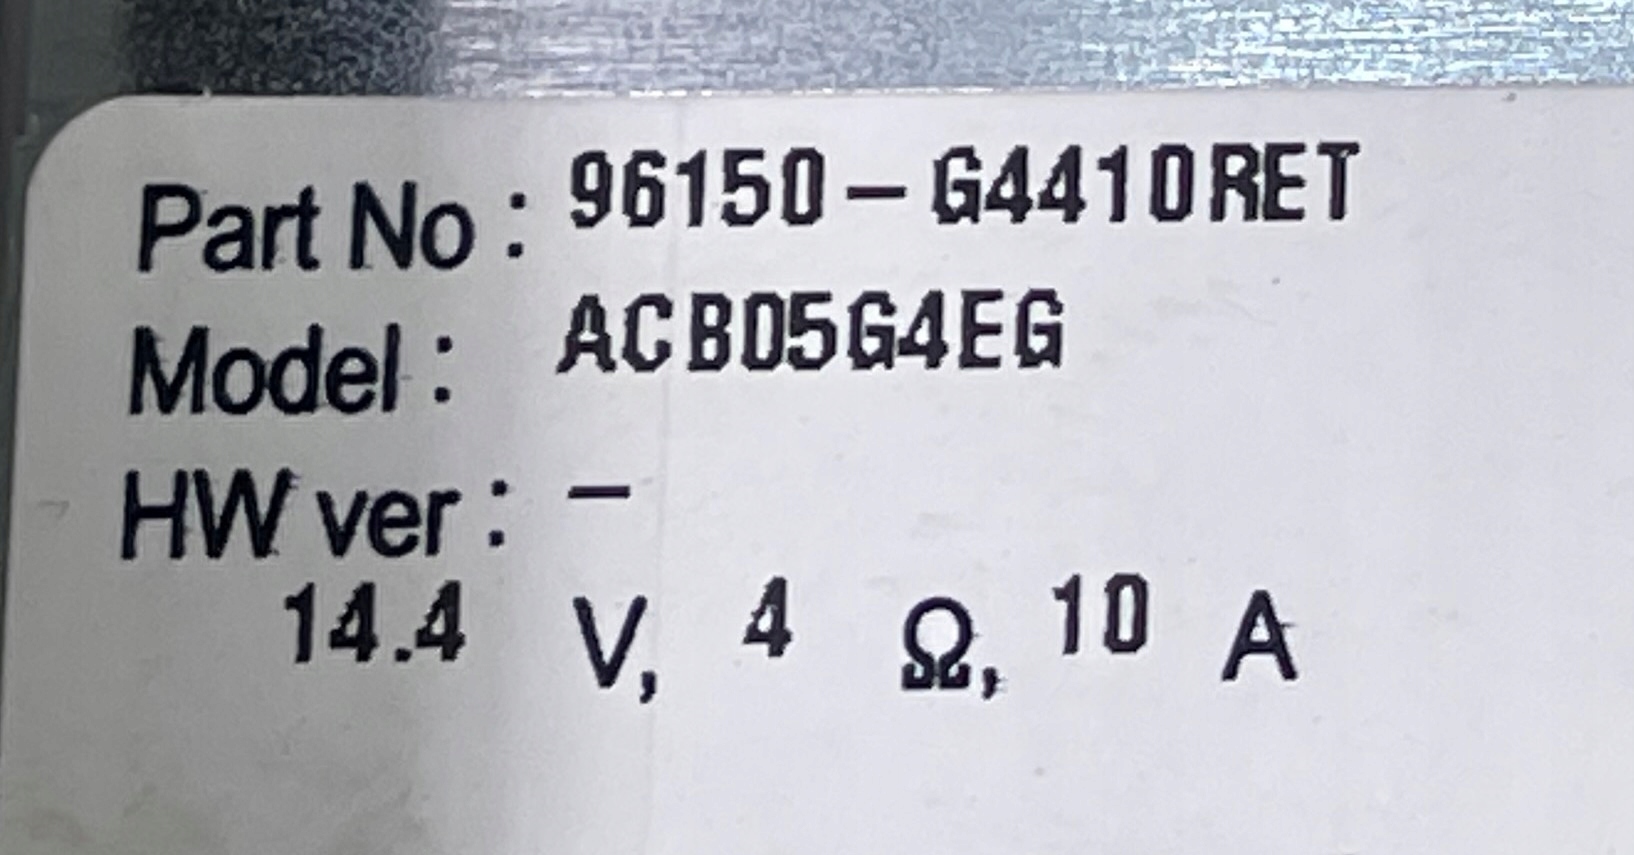 Part No : 96150-G4410RET
Model : ACB05G4EG
HW ver : -
14.4 V, 4 Ω, 10 A